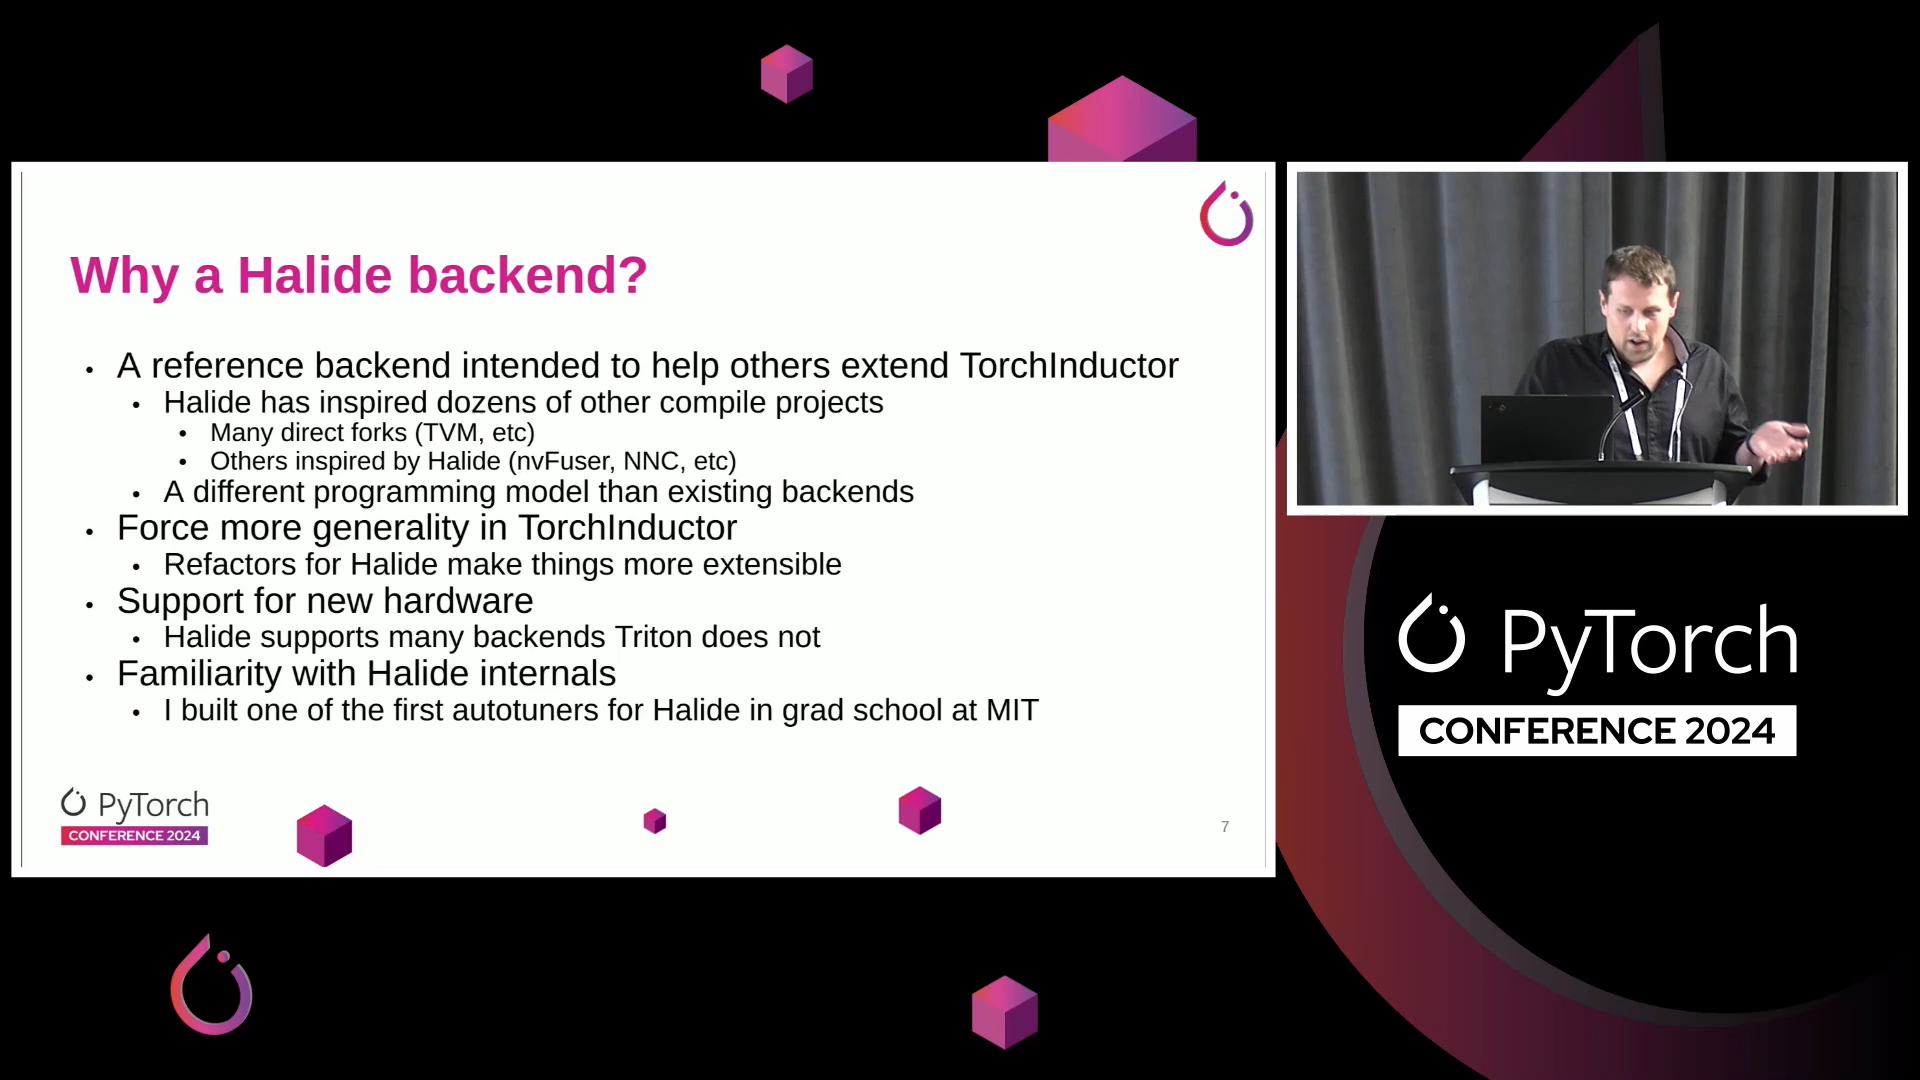 Why a Halide backend?
• A reference backend intended to help others extend TorchInductor
• Halide has inspired dozens of other compile projects
• Many direct forks (TVM, etc)
• Others inspired by Halide (nvFuser, NNC, etc)
• A different programming model than existing backends
• Force more generality in TorchInductor
• Refactors for Halide make things more extensible
• Support for new hardware
• Halide supports many backends Triton does not
• Familiarity with Halide internals
• I built one of the first autotuners for Halide in grad school at MIT
PyTorch
CONFERENCE 2024
7
PyTorch
CONFERENCE 2024